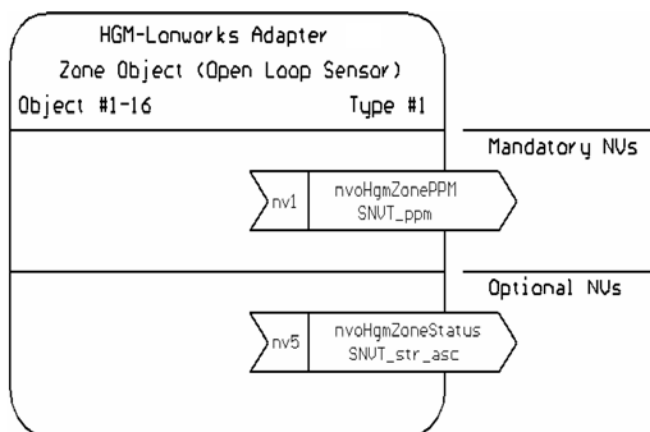 HGM-Lonworks Adapter
Zone Object (Open Loop Sensor)
Object #1-16 Type #1
Mandatory NVs
nv1 nvoHgmZonePPM
SNVT_ppm
Optional NVs
nv5 nvoHgmZoneStatus
SNVT_str_asc